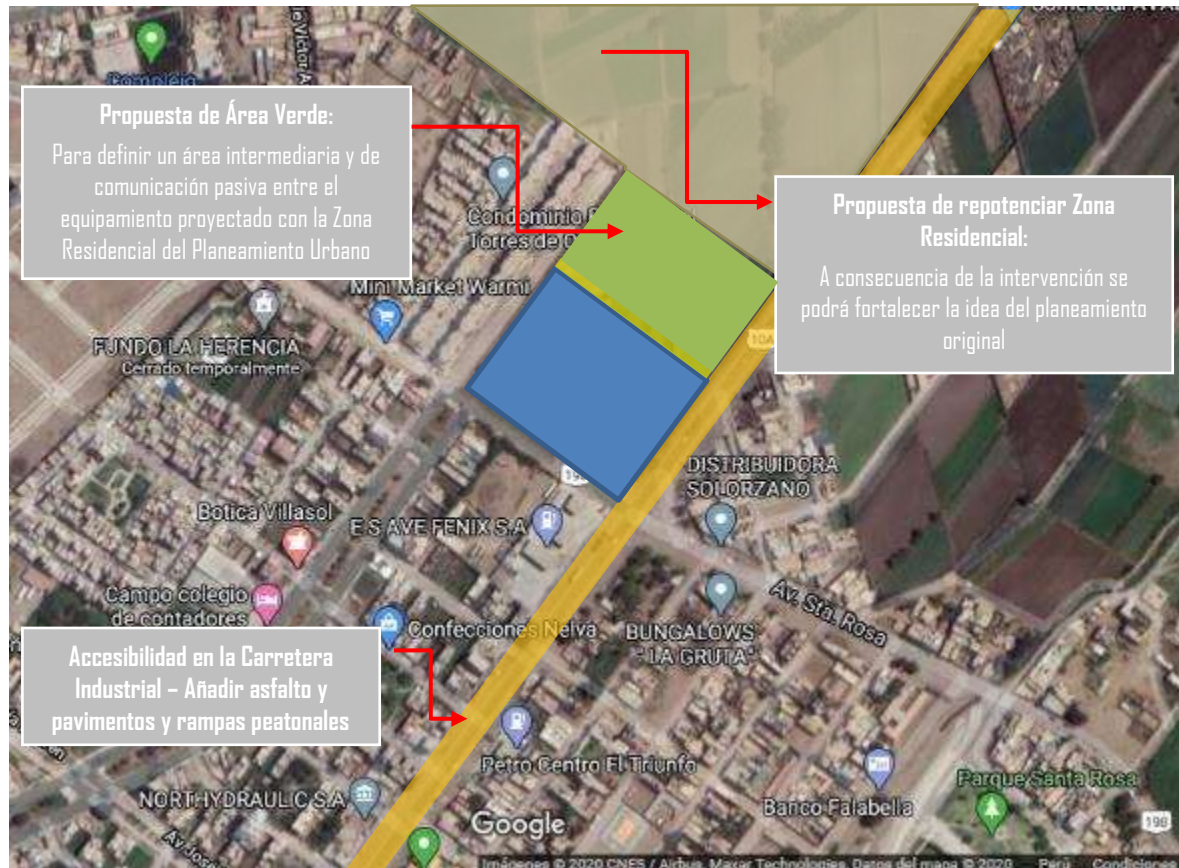 Complejo
Propuesta de Área Verde:
Para definir un área intermediaria y de
comunicación pasiva entre el
equipamiento proyectado con la Zona
Residencial del Planeamiento Urbano
Condominio
Torres de
Propuesta de repotenciar Zona
Residencial:
A consecuencia de la intervención se
podrá fortalecer la idea del planeamiento
original
Mini Market Warmi
10A
FUNDO LA HERENCIA
Cerrado temporalmente
DISTRIBUIDORA
SOLORZANO
Botica Villasol
E.S AVE FENIX S.A
Campo colegio
de contadores
Av. Sta. Rosa
Confecciones Nelva
BUNGALOWS
"LA GRUTA"
Accesibilidad en la Carretera
Industrial – Añadir asfalto y
pavimentos y rampas peatonales
Petro Centro El Triunfo
Banco Falabella
Parque Santa Rosa
NORTHYDRAULIC S.A
Google
19B
Imágenes © 2020 CNES / Airbus, Maxar Technologies, Datos del mapa © 2020 Perú Condiciones